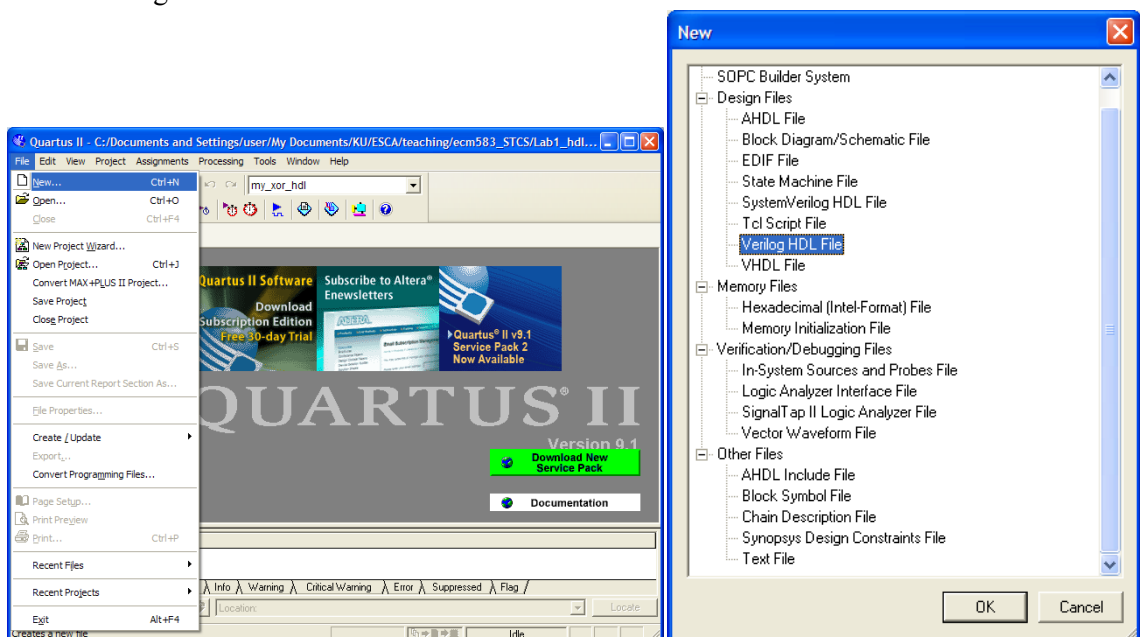 Quartus II - C:/Documents and Settings/user/My Documents/KU/ESCA/teaching/ecm583_STCS/Lab1_hdl...
File Edit View Project Assignments Processing Tools Window Help
New... Ctrl+N
my_xor_hdl
Open... Ctrl+O
Close Ctrl+F4
New Project Wizard...
Open Project... Ctrl+J
Convert MAX+PLUS II Project...
Save Project
Close Project
Save Ctrl+S
Save As...
Save Current Report Section As...
File Properties...
Create / Update
Export...
Convert Programming Files...
Page Setup...
Print Preview
Print... Ctrl+P
Recent Files
Recent Projects
Exit Alt+F4
Quartus II Software
Download
Subscription Edition
Free 30-day Trial
Subscribe to Altera®
Enewsletters
Quartus® II v9.1
Service Pack 2
Now Available
QUARTUS® II
Version 9.1
Download New
Service Pack
Documentation
Info Warning Critical Warning Error Suppressed Flag
Location: Locate
Creates a new file Idle
New
SOPC Builder System
Design Files
AHDL File
Block Diagram/Schematic File
EDIF File
State Machine File
SystemVerilog HDL File
Tcl Script File
Verilog HDL File
VHDL File
Memory Files
Hexadecimal (Intel-Format) File
Memory Initialization File
Verification/Debugging Files
In-System Sources and Probes File
Logic Analyzer Interface File
SignalTap II Logic Analyzer File
Vector Waveform File
Other Files
AHDL Include File
Block Symbol File
Chain Description File
Synopsys Design Constraints File
Text File
OK Cancel